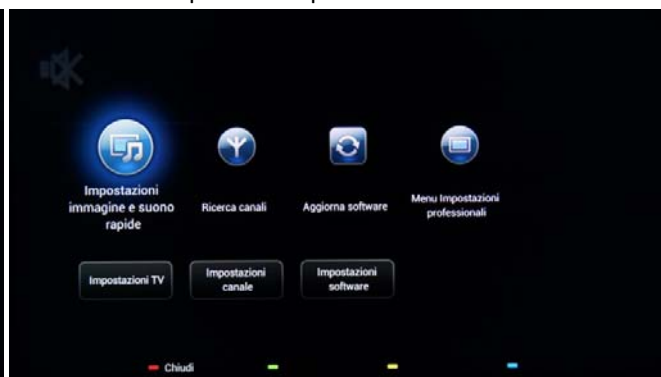 Impostazioni
immagine e suono
rapide
Ricerca canali
Aggiorna software
Menu Impostazioni
professionali
Impostazioni TV
Impostazioni
canale
Impostazioni
software
Chiudi